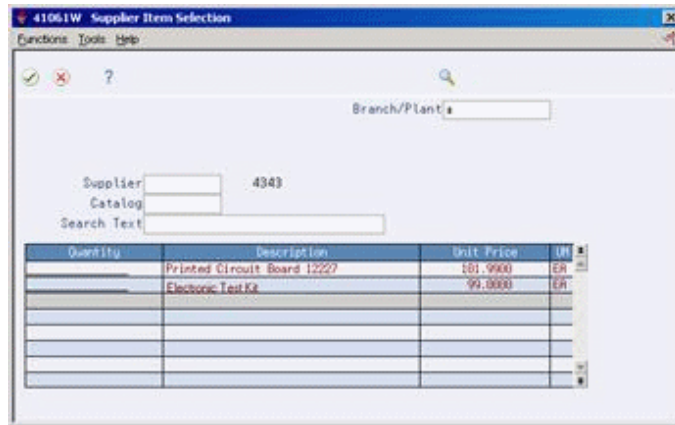 41061W Supplier Item Selection
Functions Tools Help
?
Branch/Plant *
Supplier 4343
Catalog
Search Text
Quantity Description Unit Price UM
Printed Circuit Board 12227 101.9900 EA
Electronic Test Kit 99.0000 EA